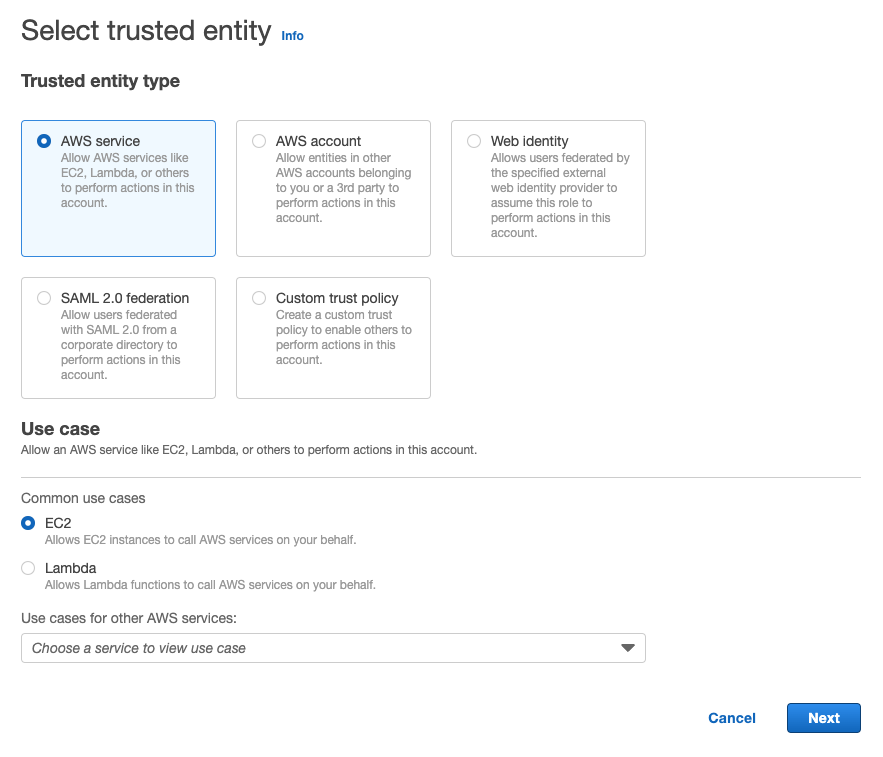 Select trusted entity Info
Trusted entity type
AWS service
Allow AWS services like
EC2, Lambda, or others
to perform actions in this
account.
AWS account
Allow entities in other
AWS accounts belonging
to you or a 3rd party to
perform actions in this
account.
Web identity
Allows users federated by
the specified external
web identity provider to
assume this role to
perform actions in this
account.
SAML 2.0 federation
Allow users federated
with SAML 2.0 from a
corporate directory to
perform actions in this
account.
Custom trust policy
Create a custom trust
policy to enable others to
perform actions in this
account.
Use case
Allow an AWS service like EC2, Lambda, or others to perform actions in this account.
Common use cases
EC2
Allows EC2 instances to call AWS services on your behalf.
Lambda
Allows Lambda functions to call AWS services on your behalf.
Use cases for other AWS services:
Choose a service to view use case
Cancel
Next